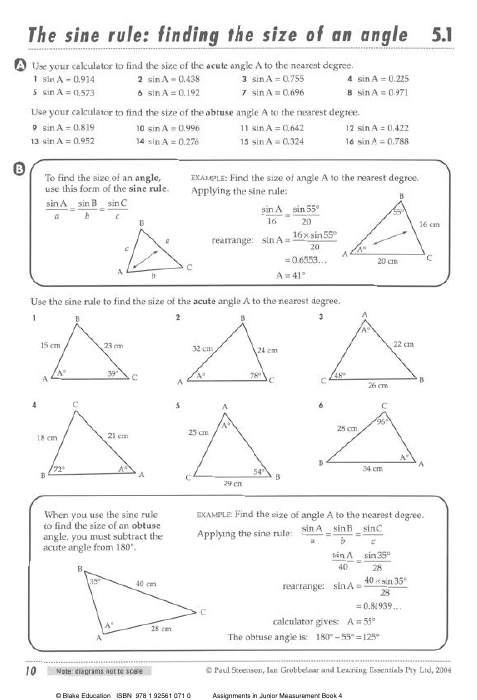 The sine rule: finding the size of an angle 5.1
A Use your calculator to find the size of the acute angle A to the nearest degree.
1 sin A = 0.914 2 sin A = 0.438 3 sin A = 0.755 4 sin A = 0.225
5 sin A = 0.573 6 sin A = 0.192 7 sin A = 0.696 8 sin A = 0.971
Use your calculator to find the size of the obtuse angle A to the nearest degree.
9 sin A = 0.819 10 sin A = 0.996 11 sin A = 0.642 12 sin A = 0.422
13 sin A = 0.952 14 sin A = 0.276 15 sin A = 0.324 16 sin A = 0.788
B
To find the size of an angle,
use this form of the sine rule.
sin A / a = sin B / b = sin C / c
B
c a
A b C
EXAMPLE: Find the size of angle A to the nearest degree.
Applying the sine rule:
sin A / 16 = sin 55° / 20
rearrange: sin A = 16 × sin 55° / 20
= 0.6553...
A = 41°
B
55°
16 cm
A A° C
20 cm
Use the sine rule to find the size of the acute angle A to the nearest degree.
1 B 2 B 3 A
A°
15 cm 23 cm 32 cm 24 cm 22 cm
A A° 39° C A A° 78° C C 48° B
26 cm
4 C 5 A 6 C
A° 96°
18 cm 21 cm 25 cm 25 cm
B 72° A° A C 54° B B A° A
29 cm 34 cm
When you use the sine rule
to find the size of an obtuse
angle, you must subtract the
acute angle from 180°.
B
35° 40 cm
C
A° 28 cm
A
EXAMPLE: Find the size of angle A to the nearest degree.
Applying the sine rule: sin A / a = sin B / b = sin C / c
sin A / 40 = sin 35° / 28
rearrange: sin A = 40 × sin 35° / 28
= 0.81939...
calculator gives: A = 55°
The obtuse angle is: 180° – 55° = 125°
10 Note: diagrams not to scale © Paul Steenson, Ian Grobbelaar and Learning Essentials Pty Ltd, 2004
© Blake Education ISBN 978 1 92561 071 0 Assignments in Junior Measurement Book 4